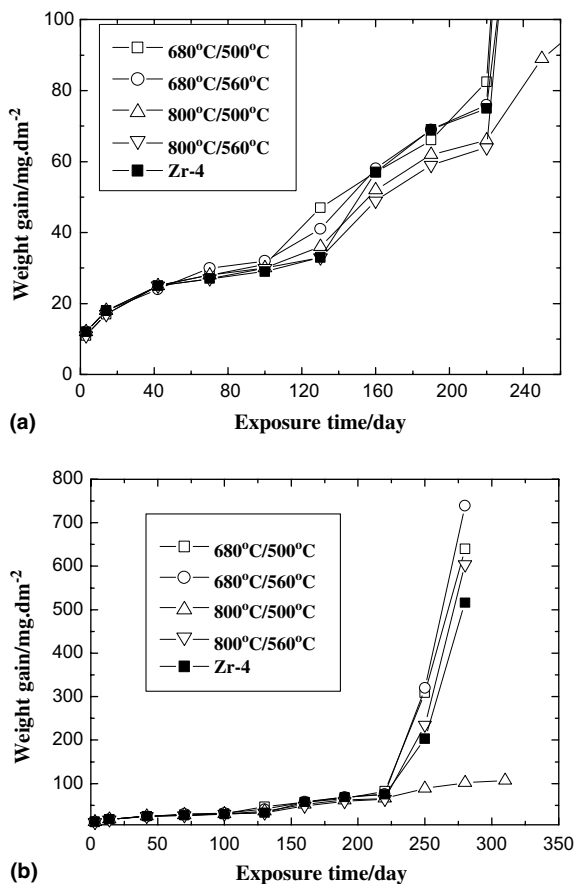 100
80
60
40
20
0
Weight gain/mg.dm-2
680°C/500°C
680°C/560°C
800°C/500°C
800°C/560°C
Zr-4
0 40 80 120 160 200 240
(a)
Exposure time/day
800
700
600
500
400
300
200
100
Weight gain/mg.dm-2
680°C/500°C
680°C/560°C
800°C/500°C
800°C/560°C
Zr-4
0 50 100 150 200 250 300 350
(b)
Exposure time/day